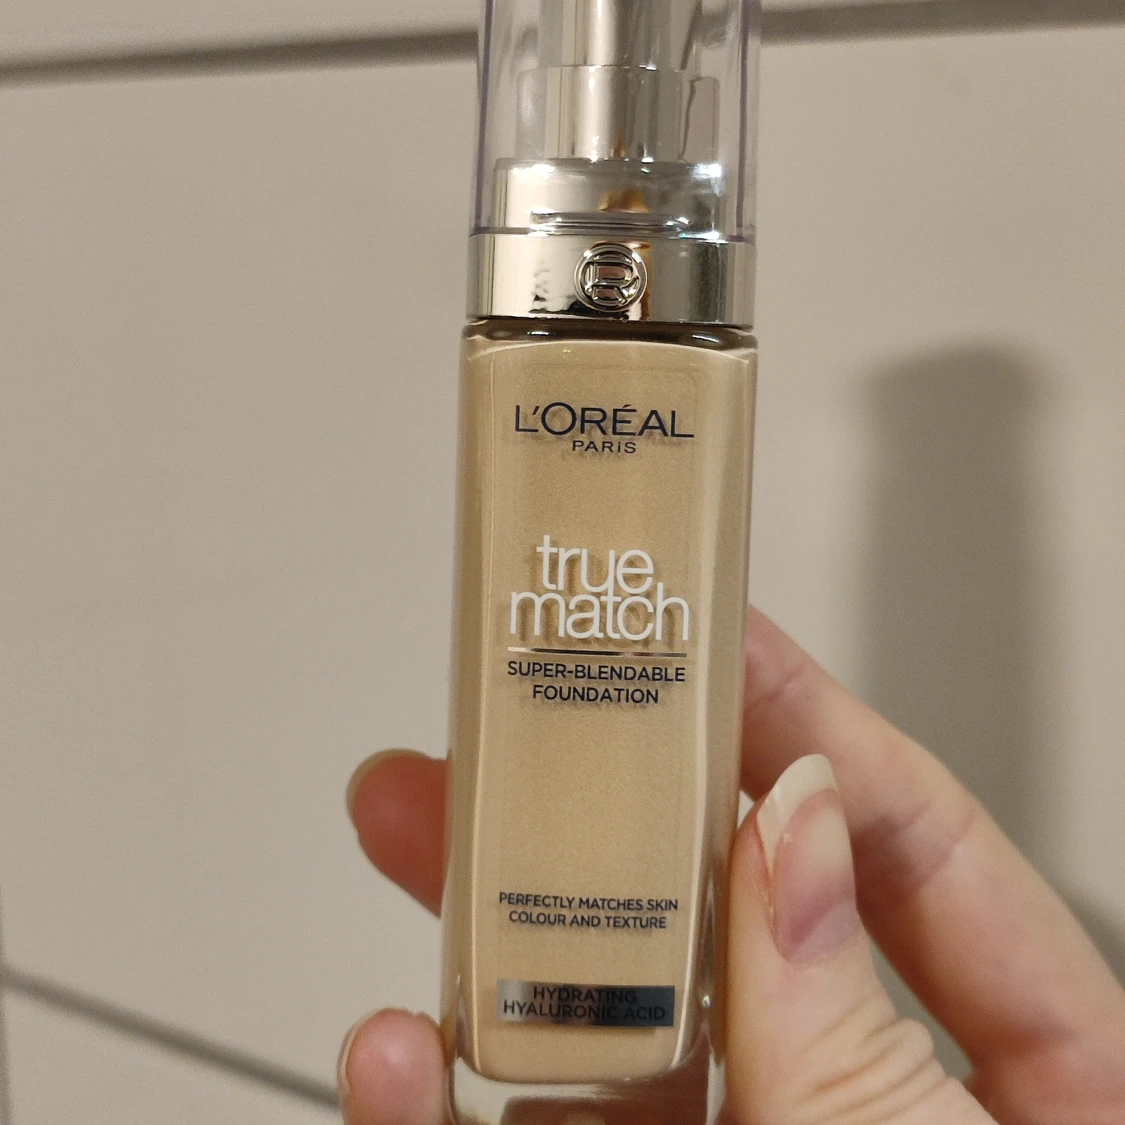 L'ORÉAL
PARIS
true
match
SUPER-BLENDABLE
FOUNDATION
PERFECTLY MATCHES SKIN
COLOUR AND TEXTURE
HYDRATING
HYALURONIC ACID